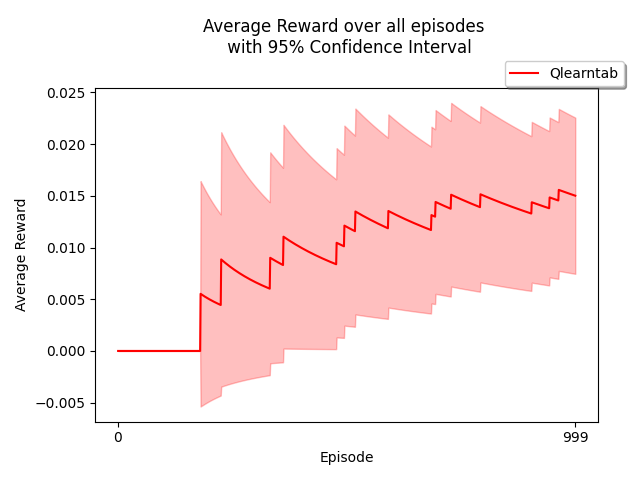 Average Reward over all episodes
with 95% Confidence Interval
Qlearntab
0.025
0.020
0.015
0.010
0.005
0.000
−0.005
Average Reward
0
999
Episode